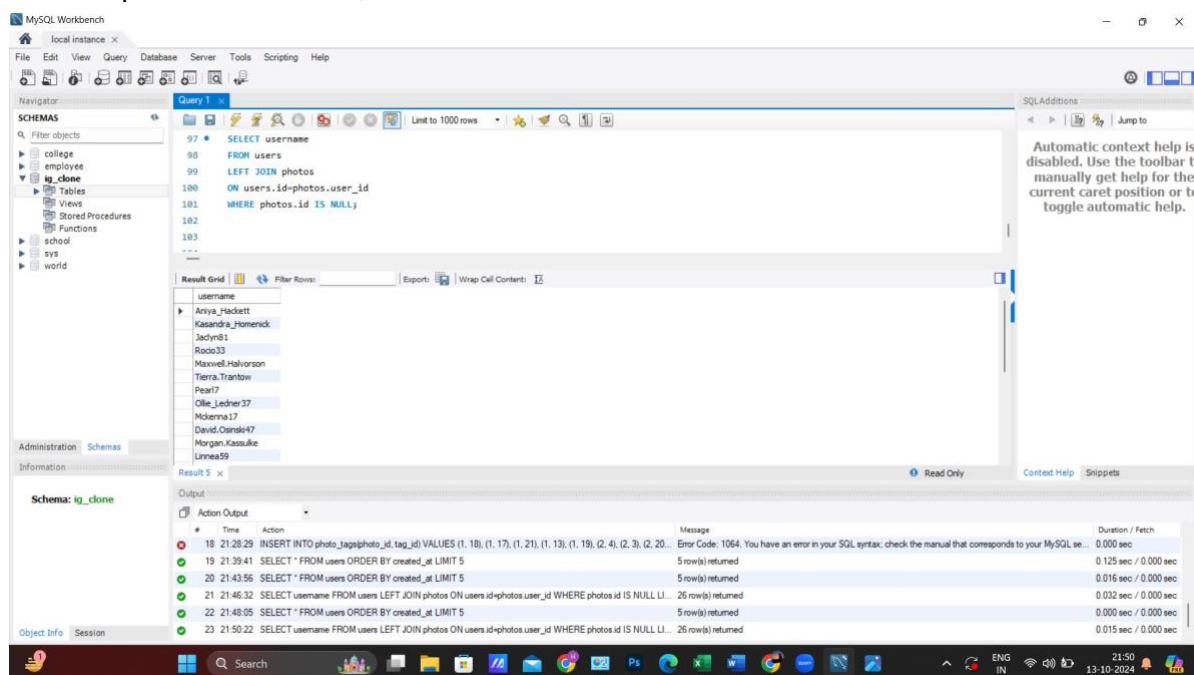 MySQL Workbench
local instance
File Edit View Query Database Server Tools Scripting Help
Navigator
SCHEMAS
Filter objects
college
employee
ig_clone
Tables
Views
Stored Procedures
Functions
school
sys
world
Administration Schemas
Information
Schema: ig_clone
Object Info Session
Query 1
Limit to 1000 rows
97 SELECT username
98 FROM users
99 LEFT JOIN photos
100 ON users.id=photos.user_id
101 WHERE photos.id IS NULL;
102
103
Result Grid Filter Rows: Export: Wrap Cell Content:
username
Aniya_Hackett
Kasandra_Homenick
Jaclyn81
Rocio33
Maxwell.Halvorson
Tierra.Trantow
Pearl7
Ollie_Ledner37
Mckenna17
David.Osinski47
Morgan.Kassulke
Linnea59
Result 5 Read Only
SQLAdditions
Jump to
Automatic context help is
disabled. Use the toolbar t
manually get help for the
current caret position or to
toggle automatic help.
Context Help Snippets
Output
Action Output
# Time Action Message Duration / Fetch
18 21:28:29 INSERT INTO photo_tags(photo_id, tag_id) VALUES (1, 18), (1, 17), (1, 21), (1, 13), (1, 19), (2, 4), (2, 3), (2, 20... Error Code: 1064. You have an error in your SQL syntax; check the manual that corresponds to your MySQL se... 0.000 sec
19 21:39:41 SELECT * FROM users ORDER BY created_at LIMIT 5 5 row(s) returned 0.125 sec / 0.000 sec
20 21:43:56 SELECT * FROM users ORDER BY created_at LIMIT 5 5 row(s) returned 0.016 sec / 0.000 sec
21 21:46:32 SELECT username FROM users LEFT JOIN photos ON users.id=photos.user_id WHERE photos.id IS NULL LI... 26 row(s) returned 0.032 sec / 0.000 sec
22 21:48:05 SELECT * FROM users ORDER BY created_at LIMIT 5 5 row(s) returned 0.000 sec / 0.000 sec
23 21:50:22 SELECT username FROM users LEFT JOIN photos ON users.id=photos.user_id WHERE photos.id IS NULL LI... 26 row(s) returned 0.015 sec / 0.000 sec
Search
ENG
IN
21:50
13-10-2024